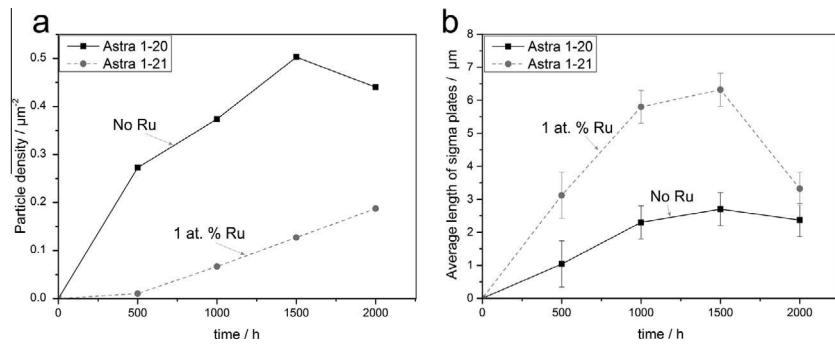 a
Astra 1-20
Astra 1-21
No Ru
1 at. % Ru
Particle density / µm-2
0.5
0.4
0.3
0.2
0.1
0.0
0 500 1000 1500 2000
time / h
b
Astra 1-20
Astra 1-21
1 at. % Ru
No Ru
Average length of sigma plates / µm
8
7
6
5
4
3
2
1
0
0 500 1000 1500 2000
time / h